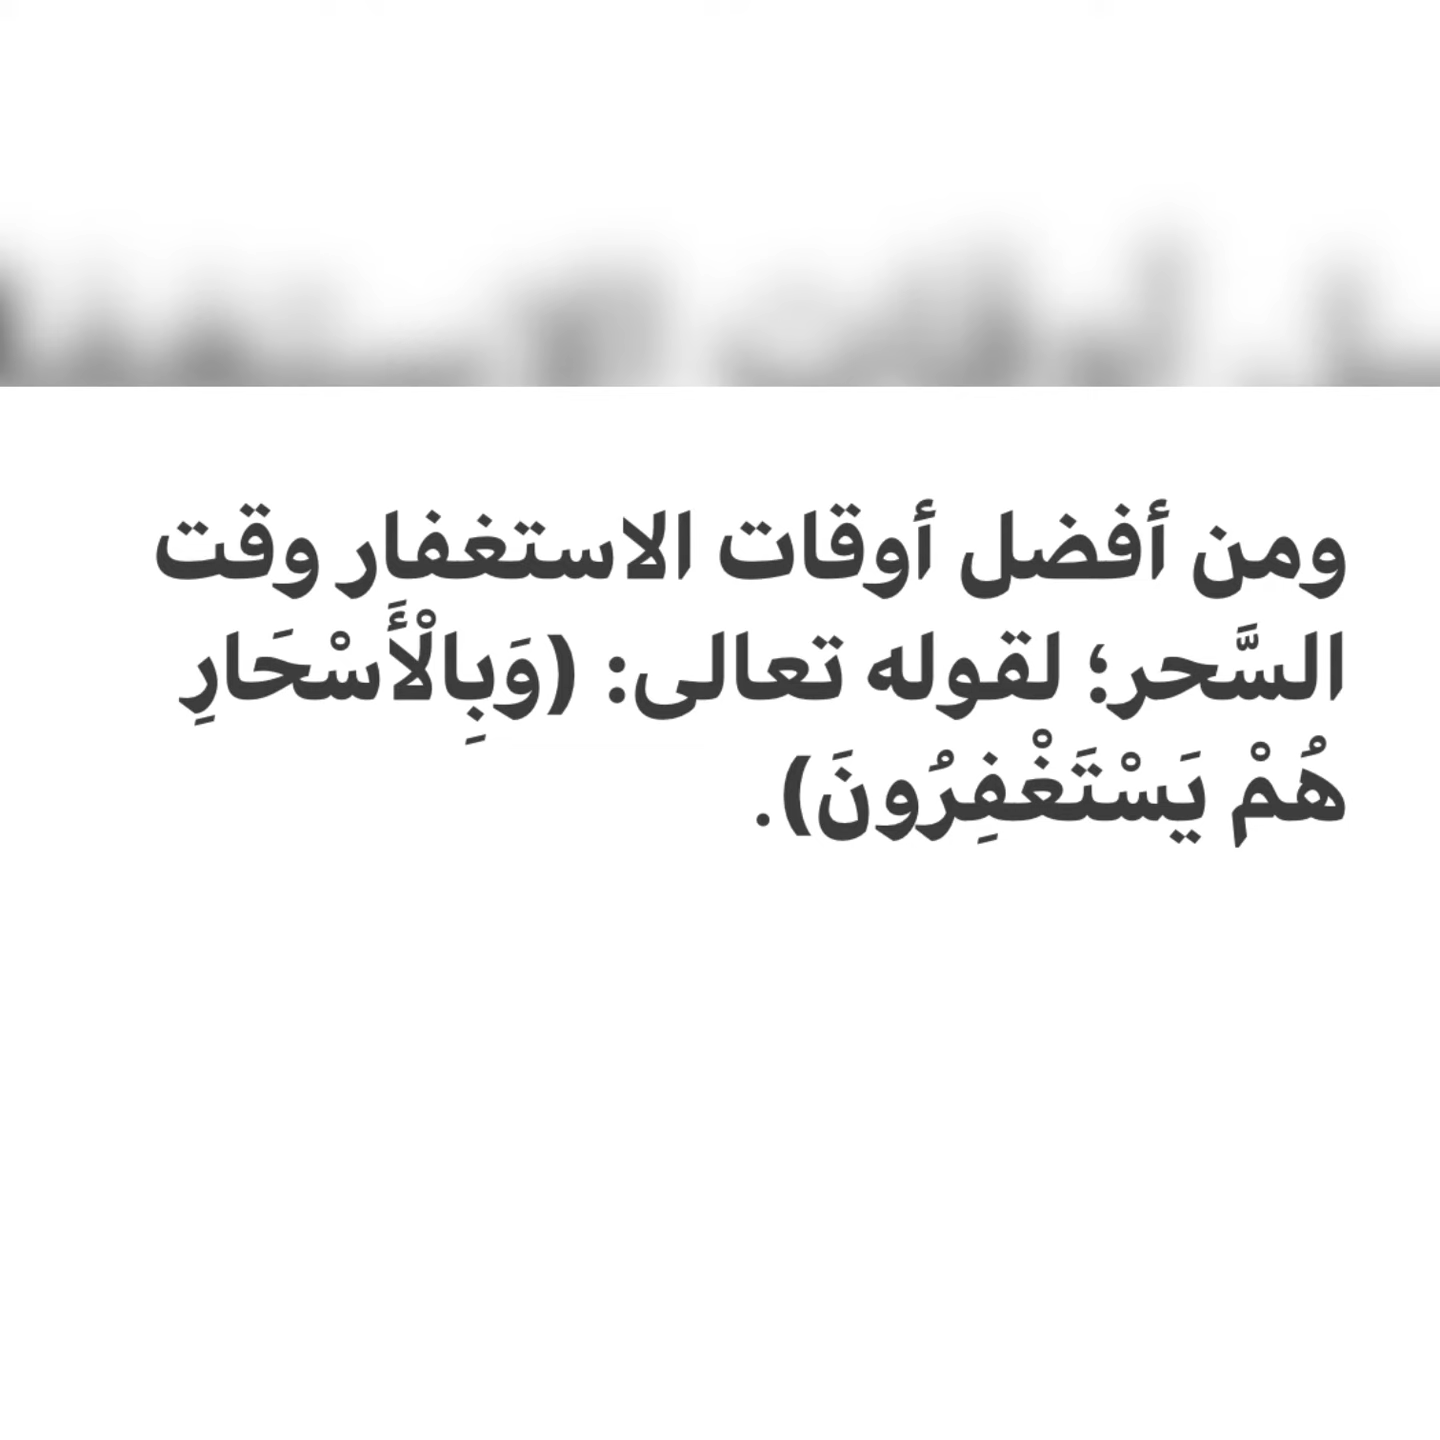 ومن أفضل أوقات الاستغفار وقت
السَّحر؛ لقوله تعالى: (وَبِالْأَسْحَارِ
هُمْ يَسْتَغْفِرُونَ).